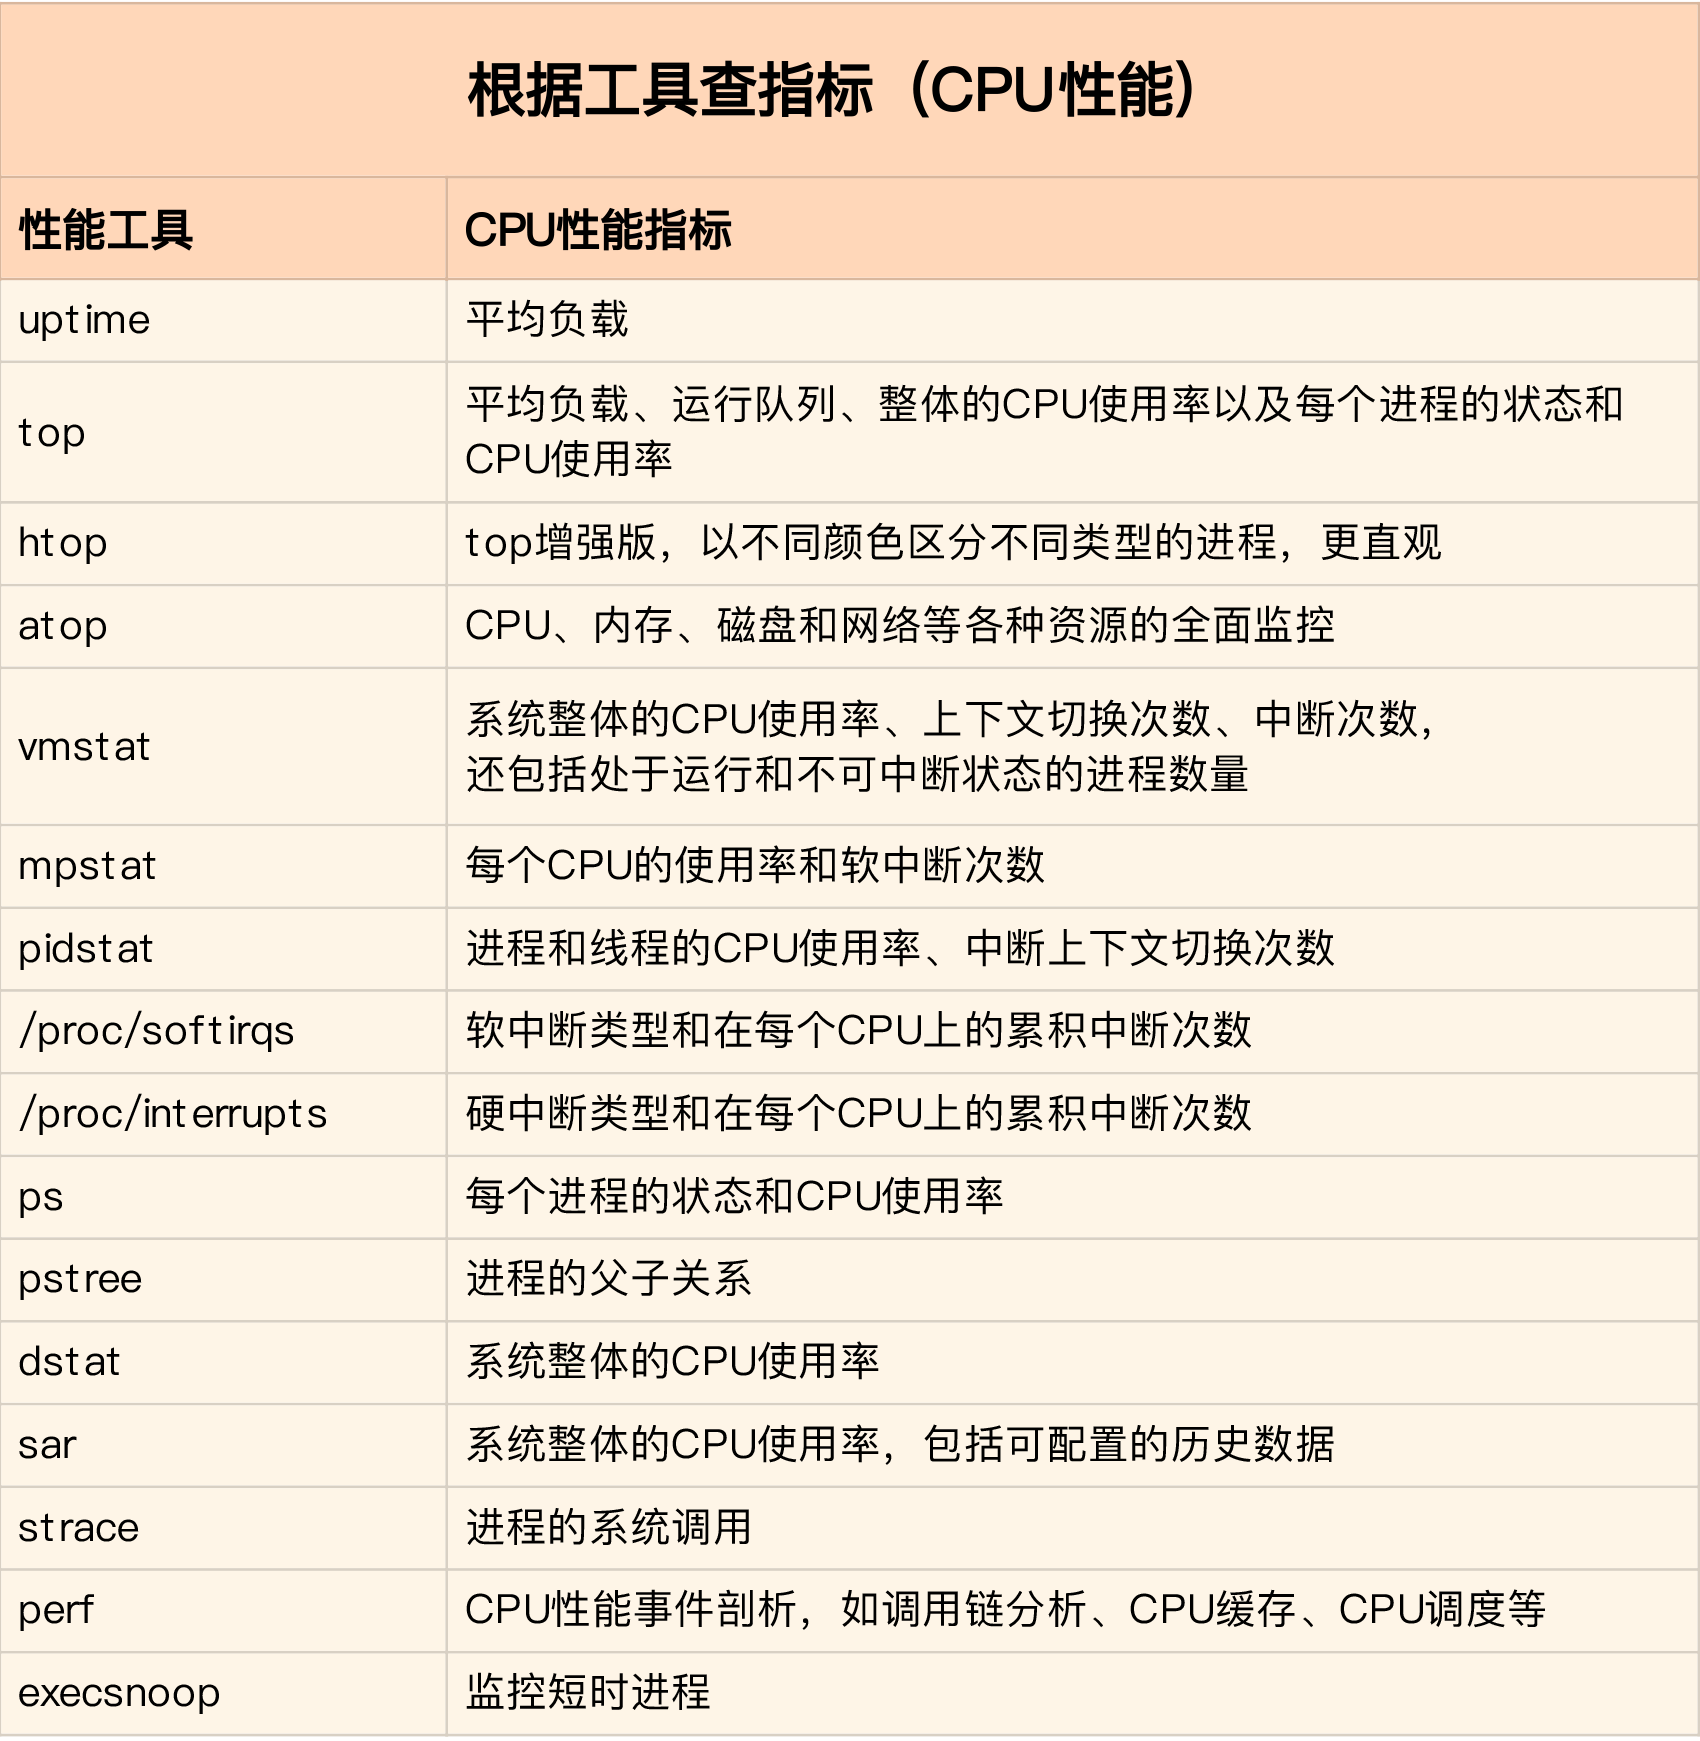 根据工具查指标（CPU性能）
性能工具
CPU性能指标
uptime
平均负载
top
平均负载、运行队列、整体的CPU使用率以及每个进程的状态和
CPU使用率
htop
top增强版，以不同颜色区分不同类型的进程，更直观
atop
CPU、内存、磁盘和网络等各种资源的全面监控
vmstat
系统整体的CPU使用率、上下文切换次数、中断次数，
还包括处于运行和不可中断状态的进程数量
mpstat
每个CPU的使用率和软中断次数
pidstat
进程和线程的CPU使用率、中断上下文切换次数
/proc/softirqs
软中断类型和在每个CPU上的累积中断次数
/proc/interrupts
硬中断类型和在每个CPU上的累积中断次数
ps
每个进程的状态和CPU使用率
pstree
进程的父子关系
dstat
系统整体的CPU使用率
sar
系统整体的CPU使用率，包括可配置的历史数据
strace
进程的系统调用
perf
CPU性能事件剖析，如调用链分析、CPU缓存、CPU调度等
execsnoop
监控短时进程